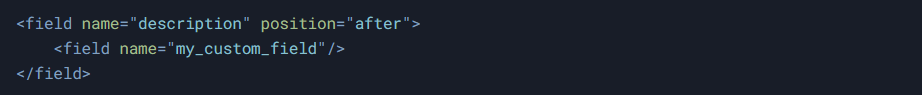 <field name="description" position="after">
    <field name="my_custom_field"/>
</field>